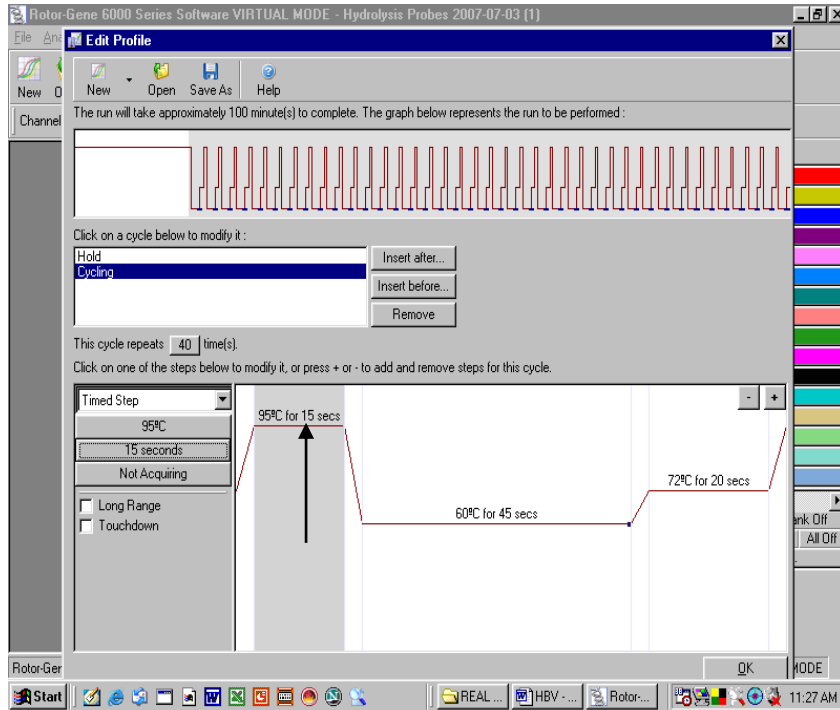 Rotor-Gene 6000 Series Software VIRTUAL MODE - Hydrolysis Probes 2007-07-03 (1)
File Ana
Edit Profile
New O
New Open Save As Help
Channel
The run will take approximately 100 minute(s) to complete. The graph below represents the run to be performed :
Click on a cycle below to modify it :
Hold
Cycling
Insert after...
Insert before...
Remove
This cycle repeats 40 time(s).
Click on one of the steps below to modify it, or press + or - to add and remove steps for this cycle.
Timed Step
95ºC
15 seconds
Not Acquiring
Long Range
Touchdown
- +
95ºC for 15 secs
72ºC for 20 secs
60ºC for 45 secs
ank Off
All Off
OK
Rotor-Ger
MODE
Start
REAL ...
HBV - ...
Rotor-...
11:27 AM